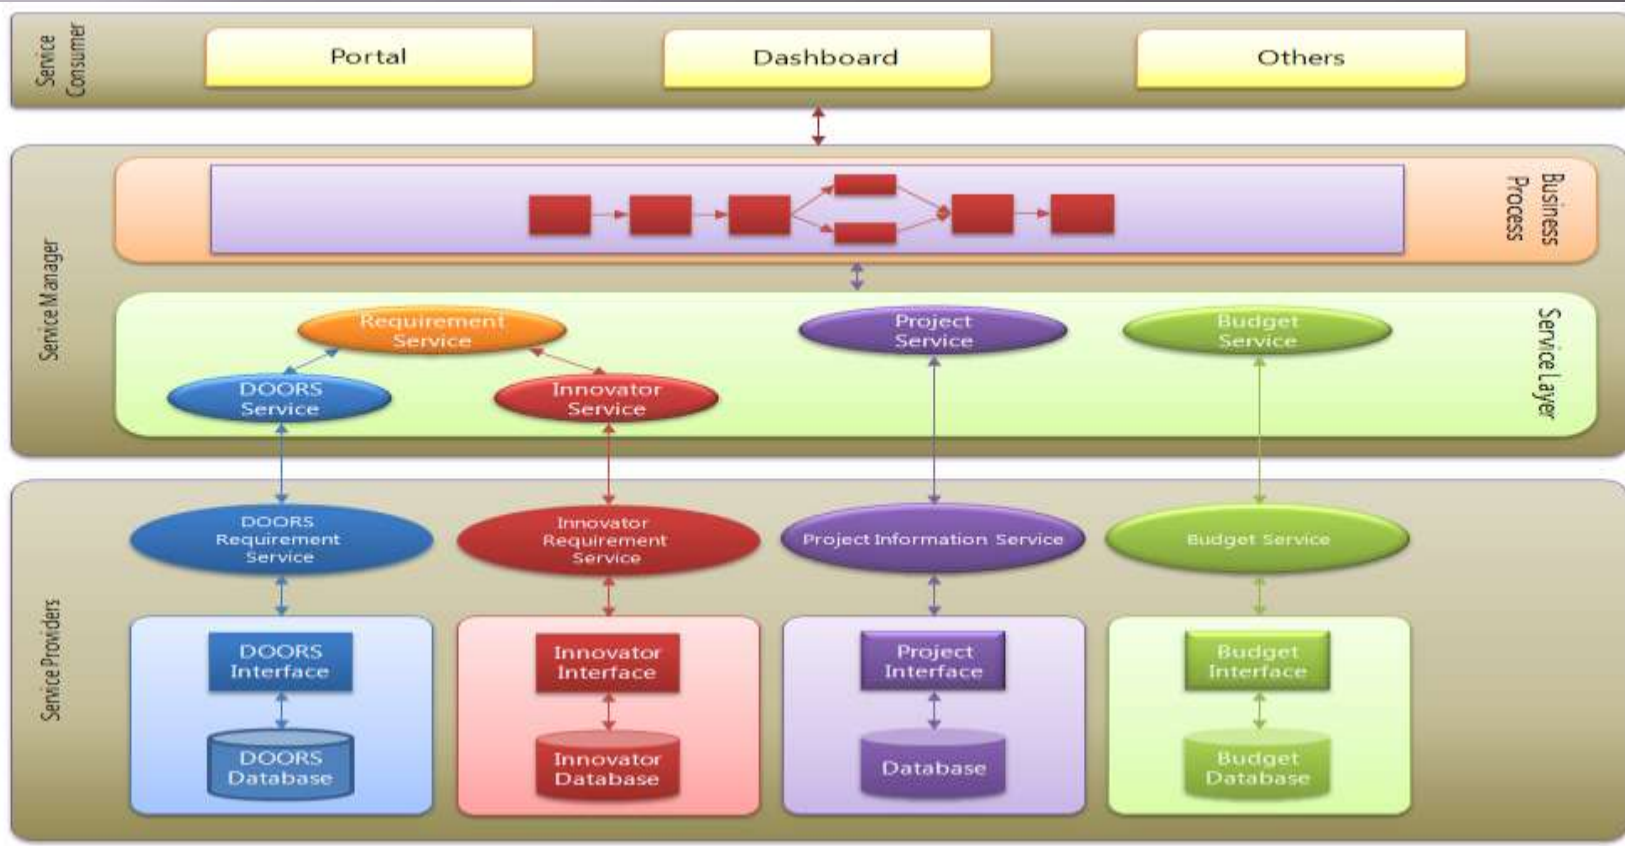 Service
Consumer
Portal
Dashboard
Others
Service Manager
Business
Process
Service Layer
Requirement
Service
Project
Service
Budget
Service
DOORS
Service
Innovator
Service
Service Providers
DOORS
Requirement
Service
Innovator
Requirement
Service
Project Information Service
Budget Service
DOORS
Interface
Innovator
Interface
Project
Interface
Budget
Interface
DOORS
Database
Innovator
Database
Database
Budget
Database